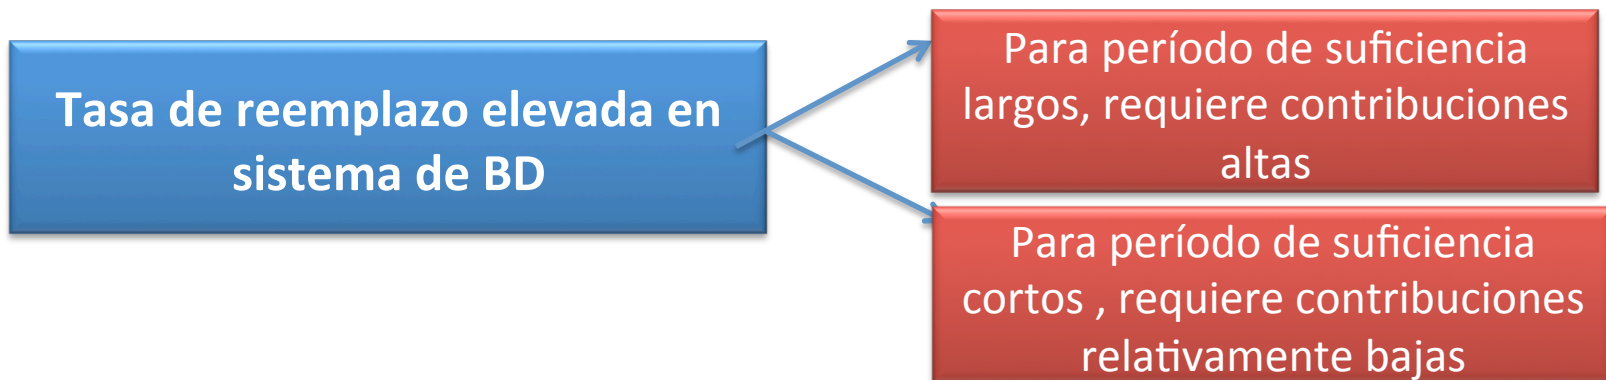 Tasa de reemplazo elevada en
sistema de BD
Para período de suficiencia
largos, requiere contribuciones
altas
Para período de suficiencia
cortos , requiere contribuciones
relativamente bajas